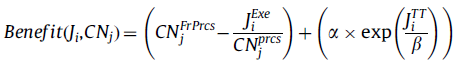 Benefit(J_i,CN_j) = (CN_j^{FrPrcs} − J_i^{Exe} / CN_j^{prcs}) + (α × exp(J_i^{TT} / β))